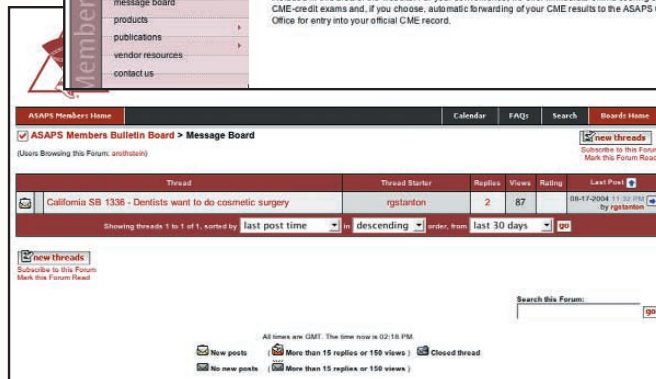 message board
products
publications
vendor resources
contact us
Member
CME-credit exams and, if you choose, automatic forwarding of your CME results to the ASAPS
Office for entry into your official CME record.
ASAPS Members Home
Calendar FAQs Search Boards Home
ASAPS Members Bulletin Board > Message Board
(Users Browsing this Forum: arothstein)
new threads
Subscribe to this Forum
Mark this Forum Read
Thread Thread Starter Replies Views Rating Last Post
California SB 1336 - Dentists want to do cosmetic surgery rgstanton 2 87 08-17-2004 11:32 PM
by rgstanton
Showing threads 1 to 1 of 1, sorted by last post time in descending order, from last 30 days go
new threads
Subscribe to this Forum
Mark this Forum Read
Search this Forum:
go
All times are GMT. The time now is 02:18 PM.
New posts ( More than 15 replies or 150 views ) Closed thread
No new posts ( More than 15 replies or 150 views )